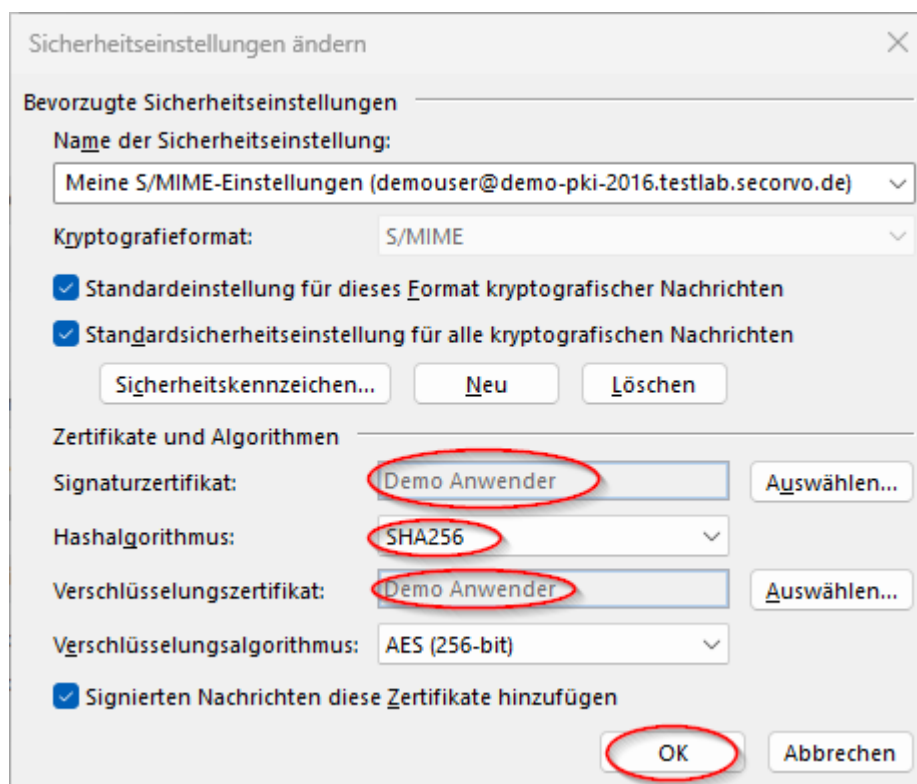 Sicherheitseinstellungen ändern
Bevorzugte Sicherheitseinstellungen
Name der Sicherheitseinstellung:
Meine S/MIME-Einstellungen (demouser@demo-pki-2016.testlab.secorvo.de)
Kryptografieformat: S/MIME
Standardeinstellung für dieses Format kryptografischer Nachrichten
Standardsicherheitseinstellung für alle kryptografischen Nachrichten
Sicherheitskennzeichen... Neu Löschen
Zertifikate und Algorithmen
Signaturzertifikat: Demo Anwender Auswählen...
Hashalgorithmus: SHA256
Verschlüsselungszertifikat: Demo Anwender Auswählen...
Verschlüsselungsalgorithmus: AES (256-bit)
Signierten Nachrichten diese Zertifikate hinzufügen
OK Abbrechen